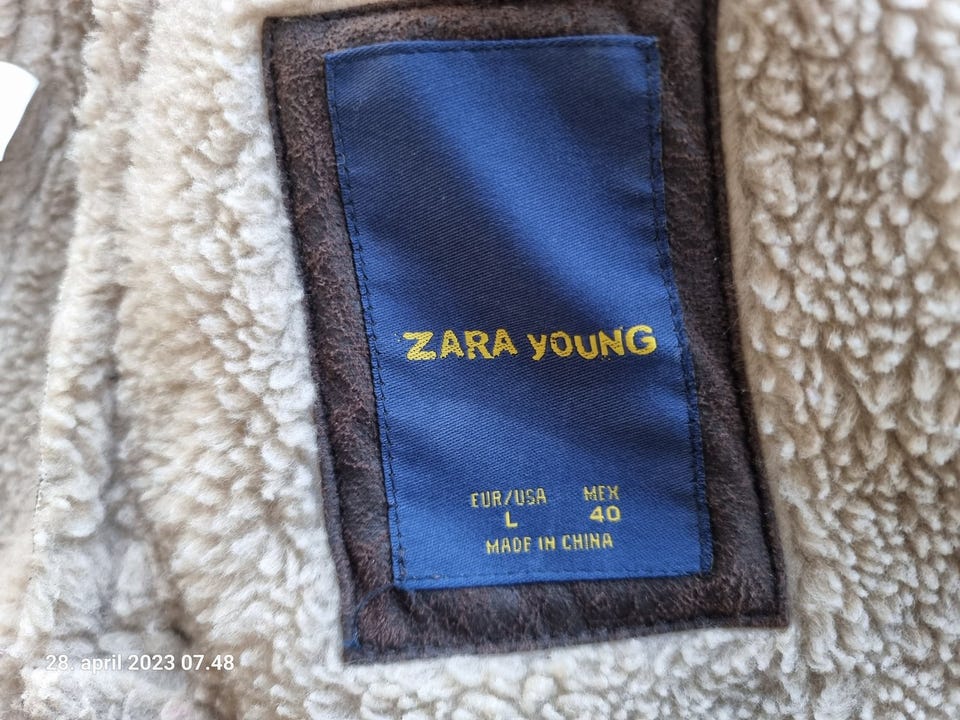 ZARA YOUNG
EUR/USA MEX
L 40
MADE IN CHINA
28. april 2023 07.48